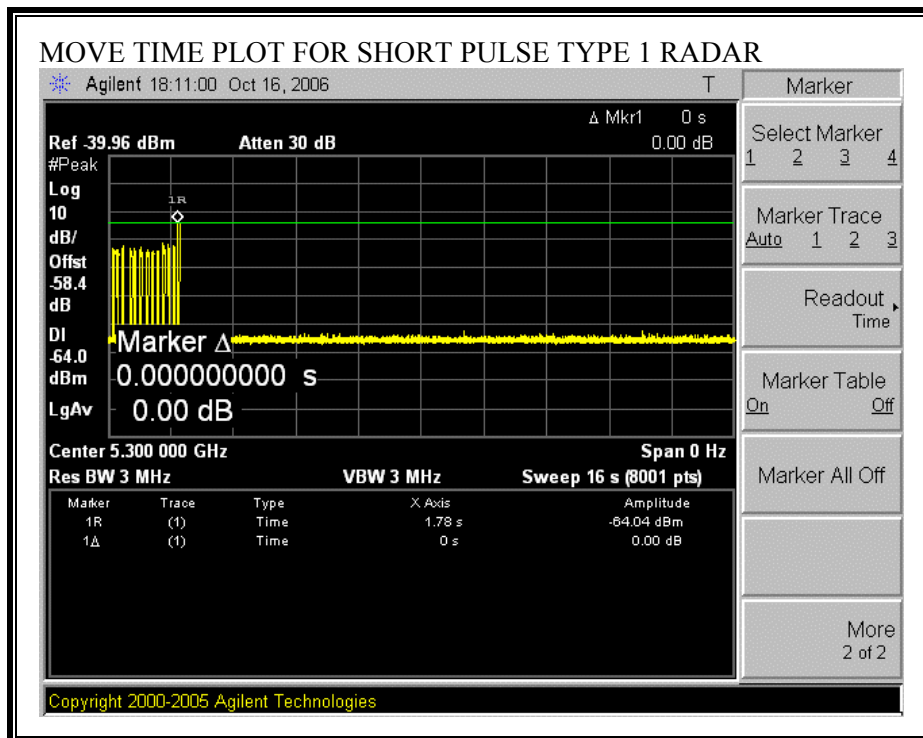 MOVE TIME PLOT FOR SHORT PULSE TYPE 1 RADAR
Agilent 18:11:00 Oct 16, 2006 T
Marker
Δ Mkr1 0 s
Ref -39.96 dBm Atten 30 dB 0.00 dB
#Peak
Log
10
dB/
Offst
-58.4
dB
DI
-64.0
dBm
LgAv
1R
Marker Δ
0.000000000 s
0.00 dB
Center 5.300 000 GHz Span 0 Hz
Res BW 3 MHz VBW 3 MHz Sweep 16 s (8001 pts)
Marker Trace Type X Axis Amplitude
1R (1) Time 1.78 s -64.04 dBm
1Δ (1) Time 0 s 0.00 dB
Select Marker
1 2 3 4
Marker Trace
Auto 1 2 3
Readout
Time
Marker Table
On Off
Marker All Off
More
2 of 2
Copyright 2000-2005 Agilent Technologies